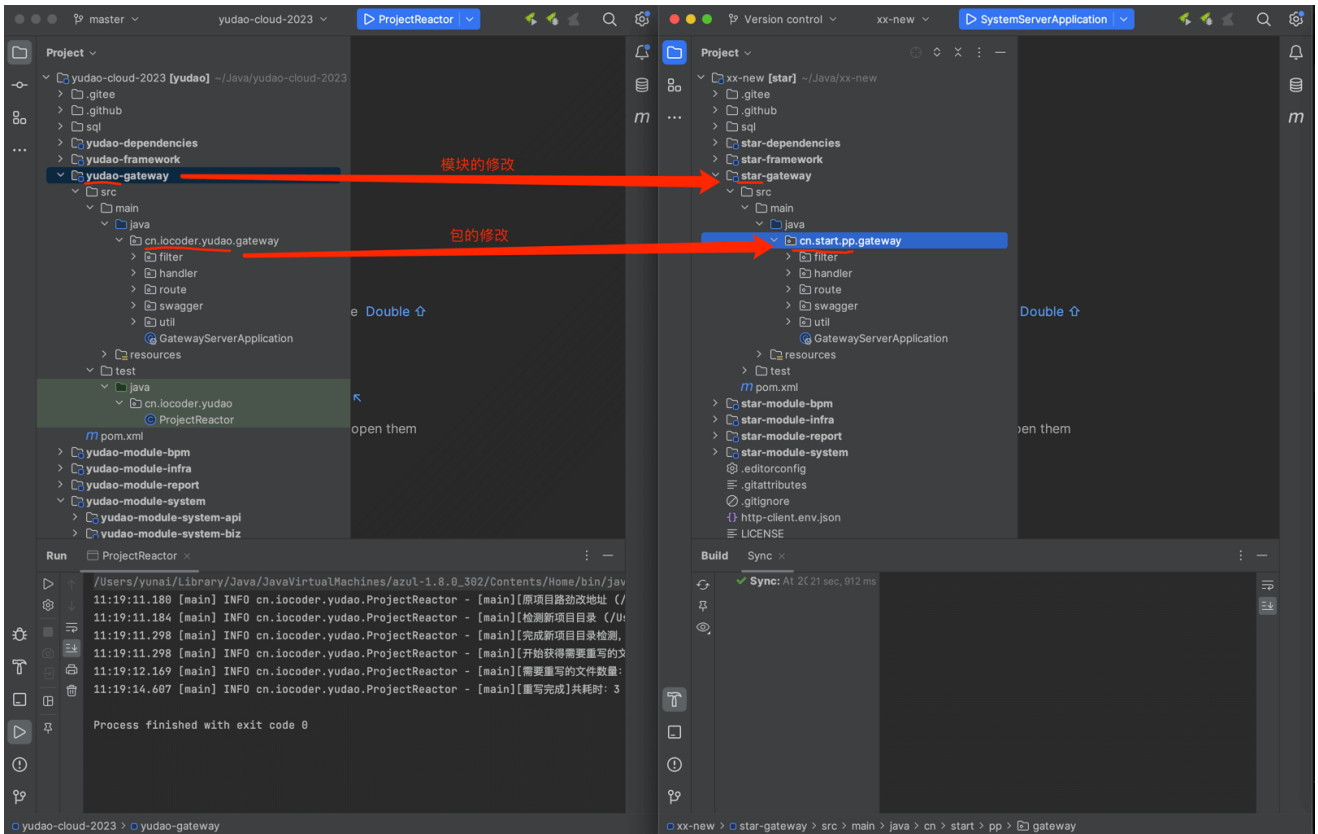 master
yudao-cloud-2023
ProjectReactor
Project
yudao-cloud-2023 [yudao] ~/Java/yudao-cloud-2023
.gitee
.github
sql
yudao-dependencies
yudao-framework
yudao-gateway
src
main
java
cn.iocoder.yudao.gateway
filter
handler
route
swagger
util
GatewayServerApplication
resources
test
java
cn.iocoder.yudao
ProjectReactor
pom.xml
yudao-module-bpm
yudao-module-infra
yudao-module-report
yudao-module-system
yudao-module-system-api
yudao-module-system-biz
e Double ⇧
open them
m
模块的修改
包的修改
Run ProjectReactor ×
/Users/yunai/Library/Java/JavaVirtualMachines/azul-1.8.0_302/Contents/Home/bin/jav
11:19:11.180 [main] INFO cn.iocoder.yudao.ProjectReactor - [main][原项目路劲改地址 (/
11:19:11.184 [main] INFO cn.iocoder.yudao.ProjectReactor - [main][检测新项目目录 (/Us
11:19:11.298 [main] INFO cn.iocoder.yudao.ProjectReactor - [main][完成新项目目录检测,
11:19:11.298 [main] INFO cn.iocoder.yudao.ProjectReactor - [main][开始获得需要重写的文
11:19:12.169 [main] INFO cn.iocoder.yudao.ProjectReactor - [main][需要重写的文件数量:
11:19:14.607 [main] INFO cn.iocoder.yudao.ProjectReactor - [main][重写完成]共耗时: 3
Process finished with exit code 0
yudao-cloud-2023 > yudao-gateway
Version control
xx-new
SystemServerApplication
Project
xx-new [star] ~/Java/xx-new
.gitee
.github
sql
star-dependencies
star-framework
star-gateway
src
main
java
cn.start.pp.gateway
filter
handler
route
swagger
util
GatewayServerApplication
resources
test
pom.xml
star-module-bpm
star-module-infra
star-module-report
star-module-system
.editorconfig
.gitattributes
.gitignore
http-client.env.json
LICENSE
Double ⇧
pen them
m
Build Sync ×
Sync: At 20 21 sec, 912 ms
xx-new > star-gateway > src > main > java > cn > start > pp > gateway